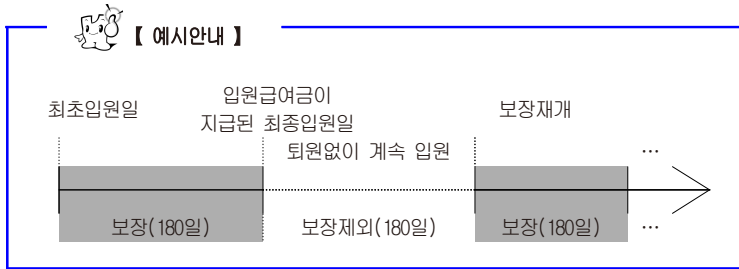 【 예시안내 】
최초입원일
입원급여금이
지급된 최종입원일
보장재개
퇴원없이 계속 입원
…
보장(180일)
보장제외(180일)
보장(180일)
…